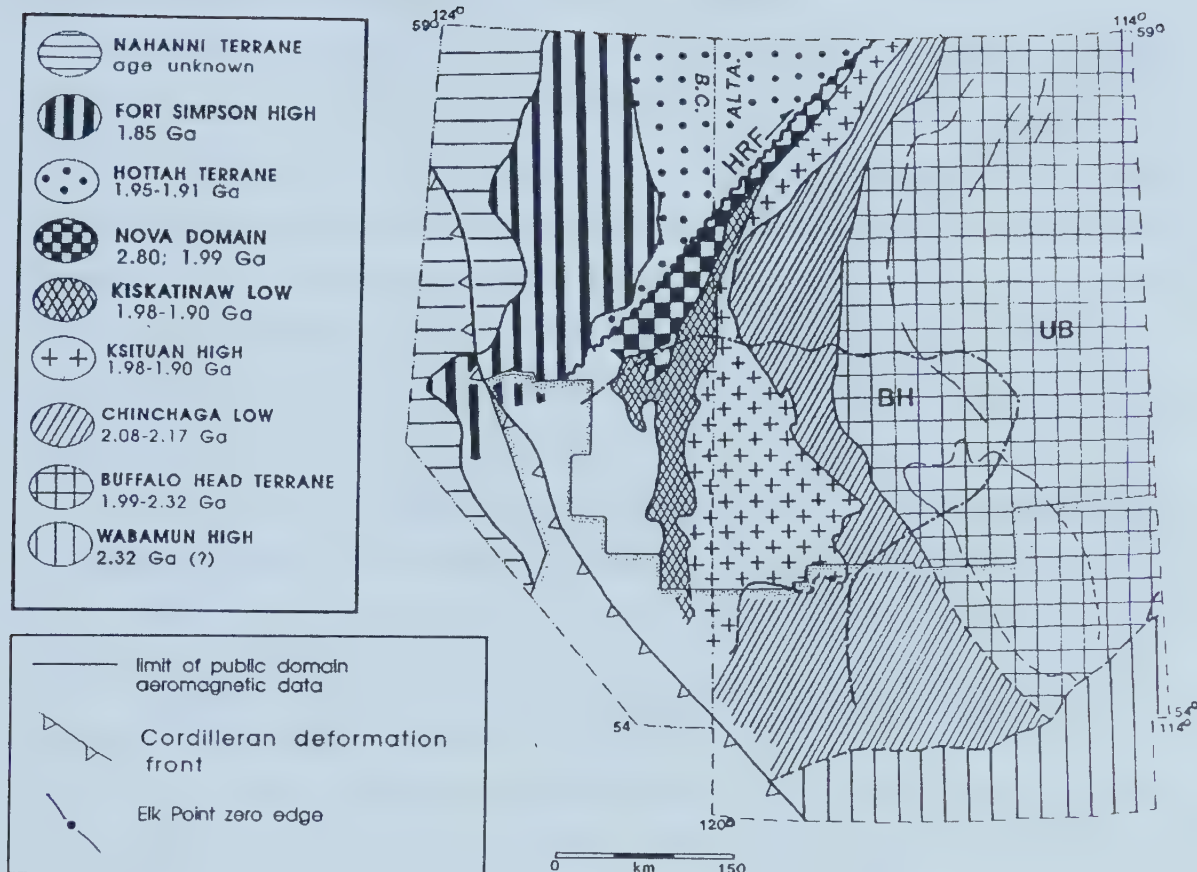 NAHANNI TERRANE
age unknown
FORT SIMPSON HIGH
1.85 Ga
HOTTAH TERRANE
1.95-1.91 Ga
NOVA DOMAIN
2.80; 1.99 Ga
KISKATINAW LOW
1.98-1.90 Ga
KSITUAN HIGH
1.98-1.90 Ga
CHINCHAGA LOW
2.08-2.17 Ga
BUFFALO HEAD TERRANE
1.99-2.32 Ga
WABAMUN HIGH
2.32 Ga (?)
limit of public domain
aeromagnetic data
Cordilleran deformation
front
Elk Point zero edge
124°
59°
114°
59°
B.C.
ALTA.
HRF
UB
BH
54
54°
114°
120°
0
km
150